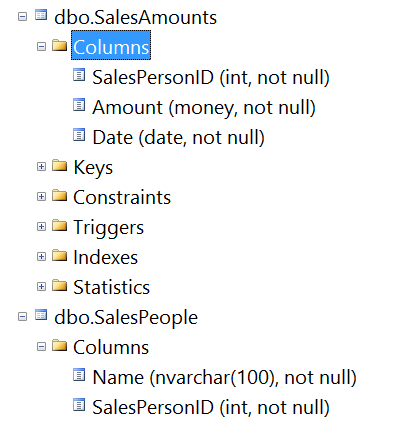 dbo.SalesAmounts
Columns
SalesPersonID (int, not null)
Amount (money, not null)
Date (date, not null)
Keys
Constraints
Triggers
Indexes
Statistics
dbo.SalesPeople
Columns
Name (nvarchar(100), not null)
SalesPersonID (int, not null)